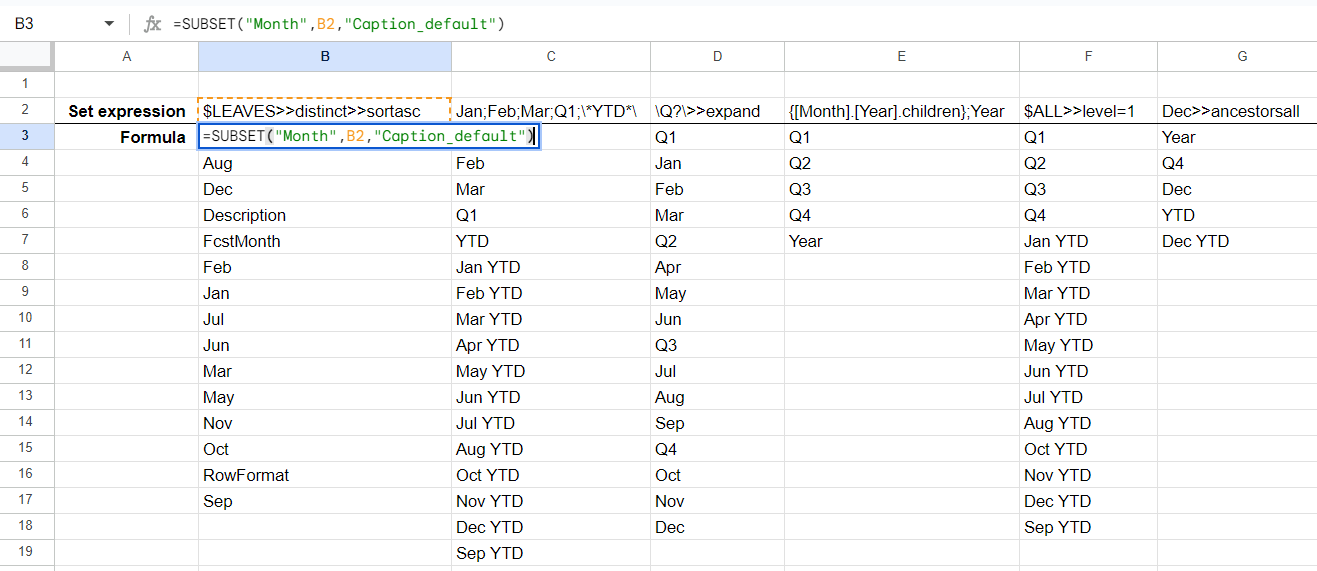 B3 fx =SUBSET("Month",B2,"Caption_default")
A B C D E F G
1
2 Set expression $LEAVES>>distinct>>sortasc Jan;Feb;Mar;Q1;\*YTD*\ \Q?\>>expand {[Month].[Year].children};Year $ALL>>level=1 Dec>>ancestorsall
3 Formula =SUBSET("Month",B2,"Caption_default") Q1 Q1 Q1 Year
4 Aug Feb Jan Q2 Q2 Q4
5 Dec Mar Feb Q3 Q3 Dec
6 Description Q1 Mar Q4 Q4 YTD
7 FcstMonth YTD Q2 Year Jan YTD Dec YTD
8 Feb Jan YTD Apr Feb YTD
9 Jan Feb YTD May Mar YTD
10 Jul Mar YTD Jun Apr YTD
11 Jun Apr YTD Q3 May YTD
12 Mar May YTD Jul Jun YTD
13 May Jun YTD Aug Jul YTD
14 Nov Jul YTD Sep Aug YTD
15 Oct Aug YTD Q4 Oct YTD
16 RowFormat Oct YTD Oct Nov YTD
17 Sep Nov YTD Nov Dec YTD
18 Dec YTD Dec Sep YTD
19 Sep YTD